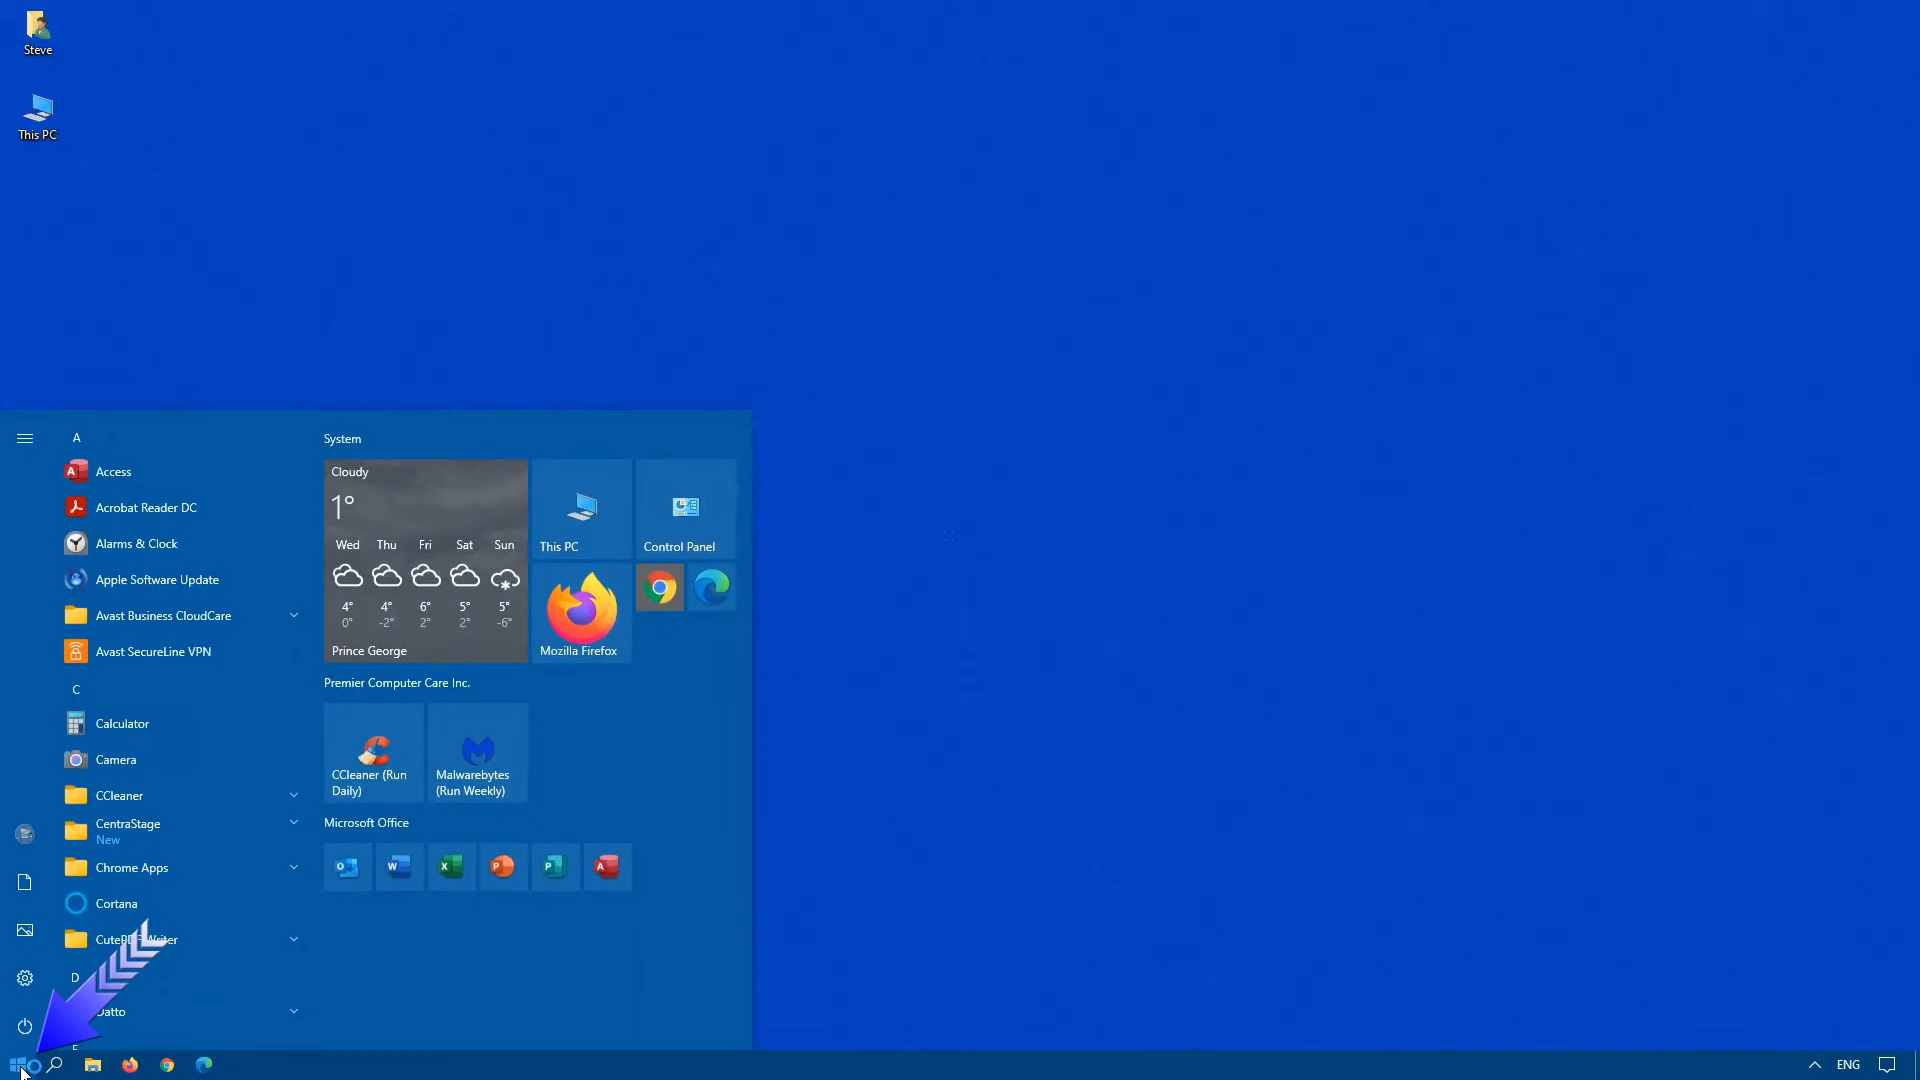 Steve
This PC
A
Access
Acrobat Reader DC
Alarms & Clock
Apple Software Update
Avast Business CloudCare
Avast SecureLine VPN
C
Calculator
Camera
CCleaner
CentraStage
New
Chrome Apps
Cortana
CutePDF Writer
D
Datto
System
Cloudy
1°
Wed Thu Fri Sat Sun
4° 4° 6° 5° 5°
0° -2° 2° 2° -6°
Prince George
This PC
Control Panel
Mozilla Firefox
Premier Computer Care Inc.
CCleaner (Run
Daily)
Malwarebytes
(Run Weekly)
Microsoft Office
ENG